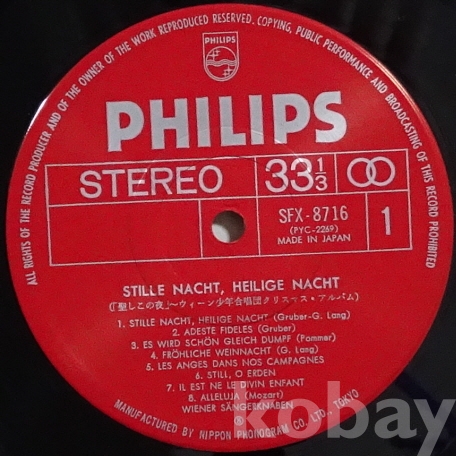 ALL RIGHTS OF THE RECORD PRODUCER AND OF THE OWNER OF THE WORK REPRODUCED RESERVED. COPYING, PUBLIC PERFORMANCE AND BROADCASTING OF THIS RECORD PROHIBITED
PHILIPS
PHILIPS
STEREO 33 1/3
SFX-8716
(PYC-2269)
MADE IN JAPAN
1
STILLE NACHT, HEILIGE NACHT
(「聖しこの夜」〜ウィーン少年合唱団クリスマス・アルバム)
1. STILLE NACHT, HEILIGE NACHT (Gruber-G. Lang)
2. ADESTE FIDELES (Gruber)
3. ES WIRD SCHÖN GLEICH DUMPF (Pommer)
4. FRÖHLICHE WEINNACHT (G. Lang)
5. LES ANGES DANS NOS CAMPAGNES
6. STILL, O ERDEN
7. IL EST NE LE DIVIN ENFANT
8. ALLELUJA (Mozart)
WIENER SÄNGERKNABEN
℗
MANUFACTURED BY NIPPON PHONOGRAM CO., LTD., TOKYO
kobay